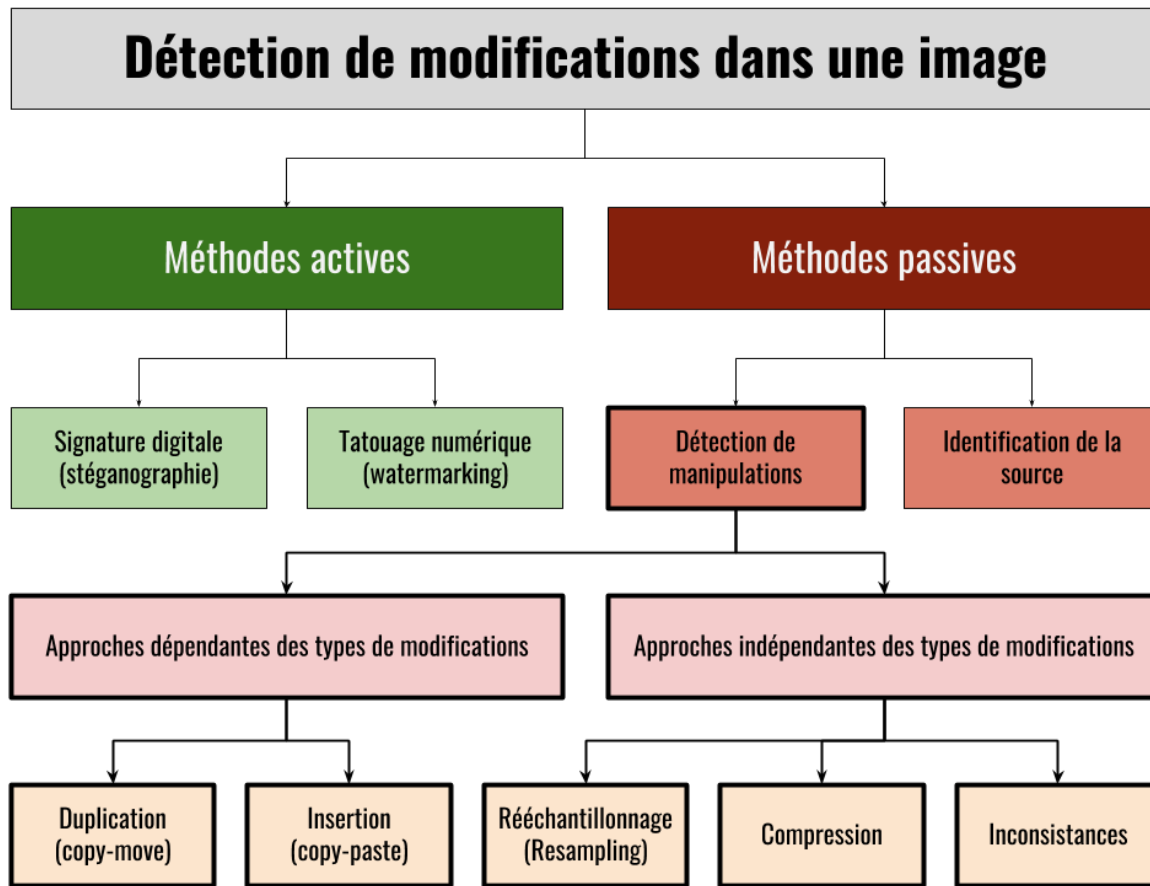 Détection de modifications dans une image
Méthodes actives
Méthodes passives
Signature digitale
(stéganographie)
Tatouage numérique
(watermarking)
Détection de
manipulations
Identification de la
source
Approches dépendantes des types de modifications
Approches indépendantes des types de modifications
Duplication
(copy-move)
Insertion
(copy-paste)
Rééchantillonnage
(Resampling)
Compression
Inconsistances